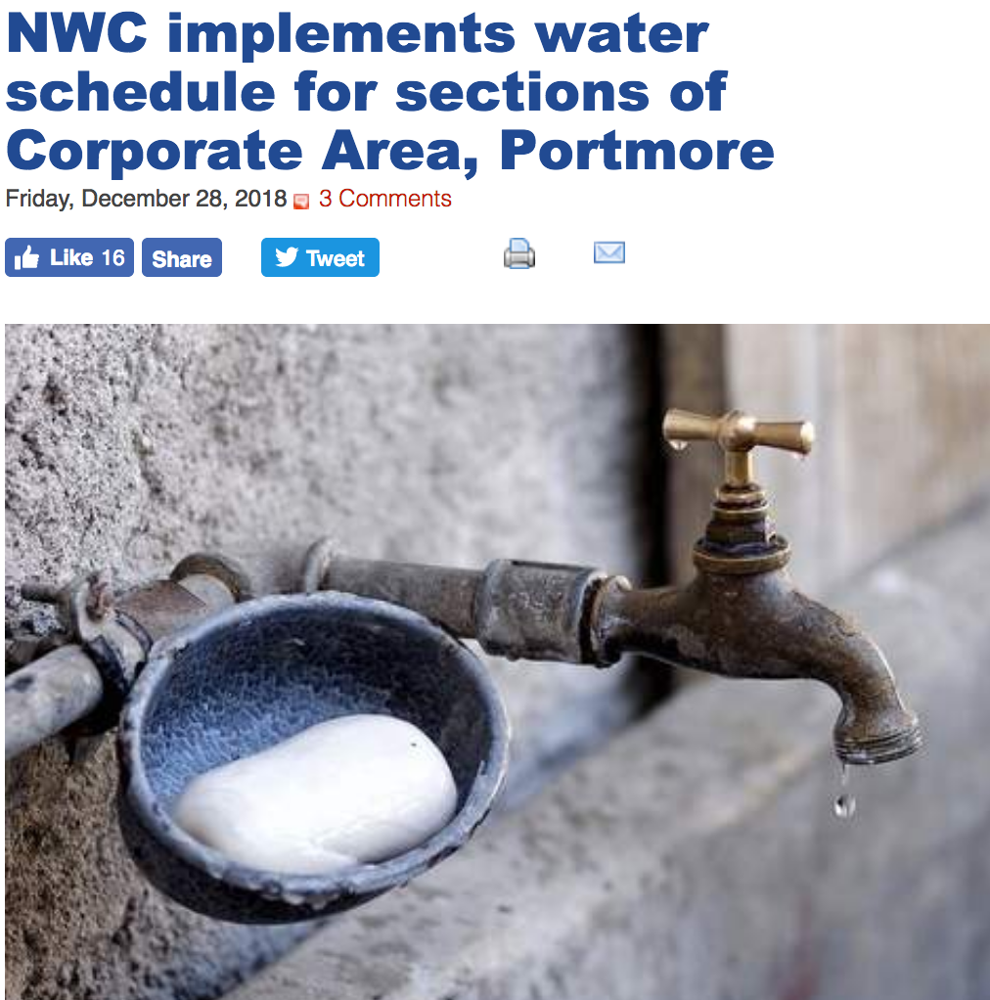 NWC implements water
schedule for sections of
Corporate Area, Portmore
Friday, December 28, 2018 3 Comments
Like 16 Share Tweet